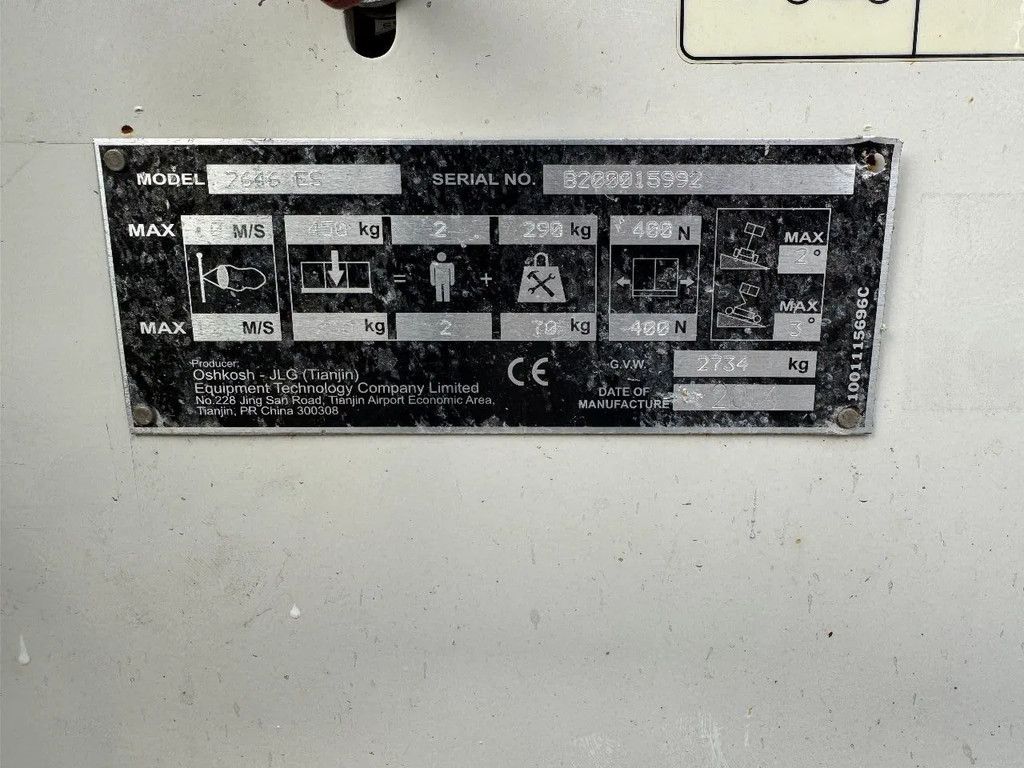 MODEL 2646 ES SERIAL NO. B200015992
MAX M/S 450 kg 2 290 kg 400 N MAX 2°
= +
MAX M/S kg 2 70 kg 400 N MAX 3°
Producer:
Oshkosh - JLG (Tianjin)
Equipment Technology Company Limited
No.228 Jing San Road, Tianjin Airport Economic Area,
Tianjin, PR China 300308
CE
G.V.W. 2734 kg
DATE OF
MANUFACTURE
1001115696C